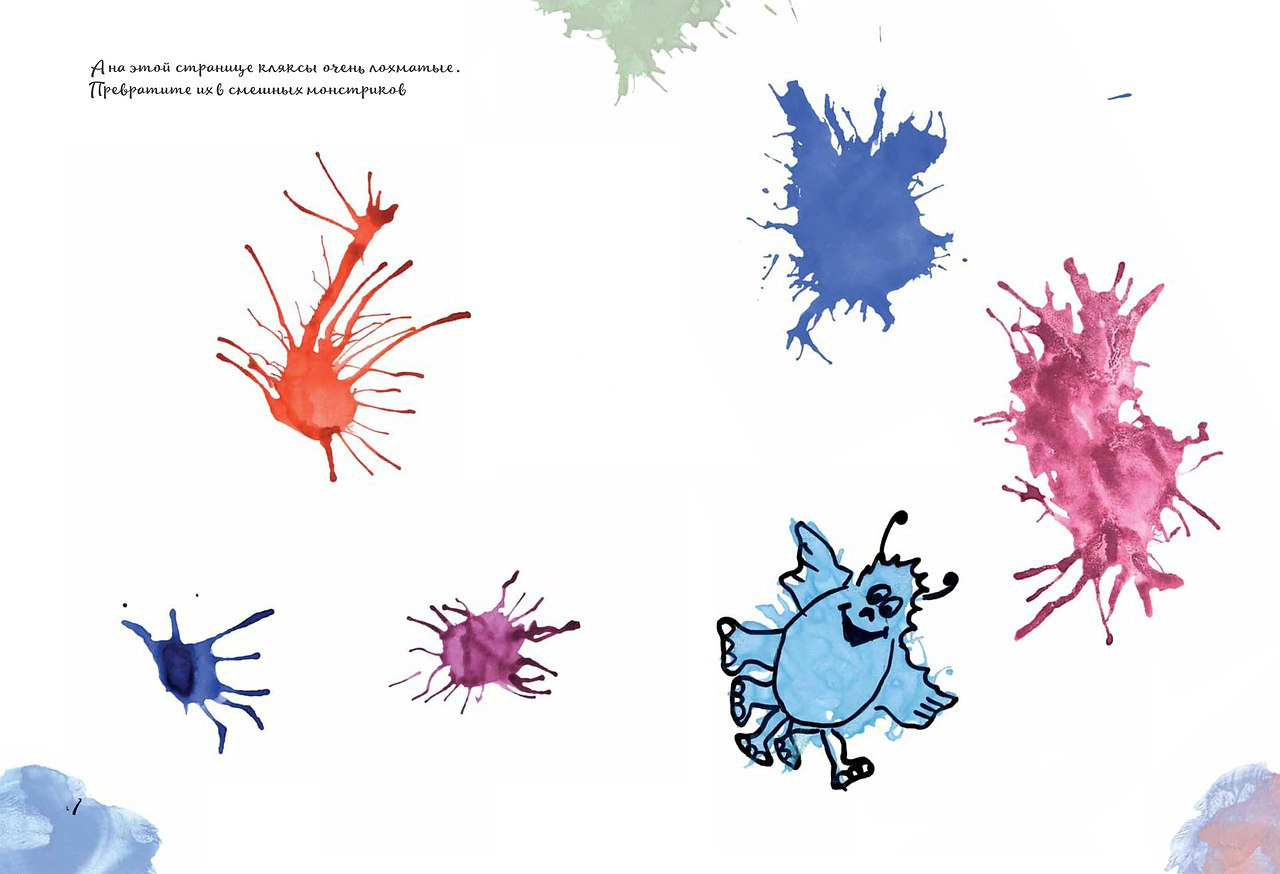 А на этой странице кляксы очень лохматые.
Превратите их в смешных монстриков